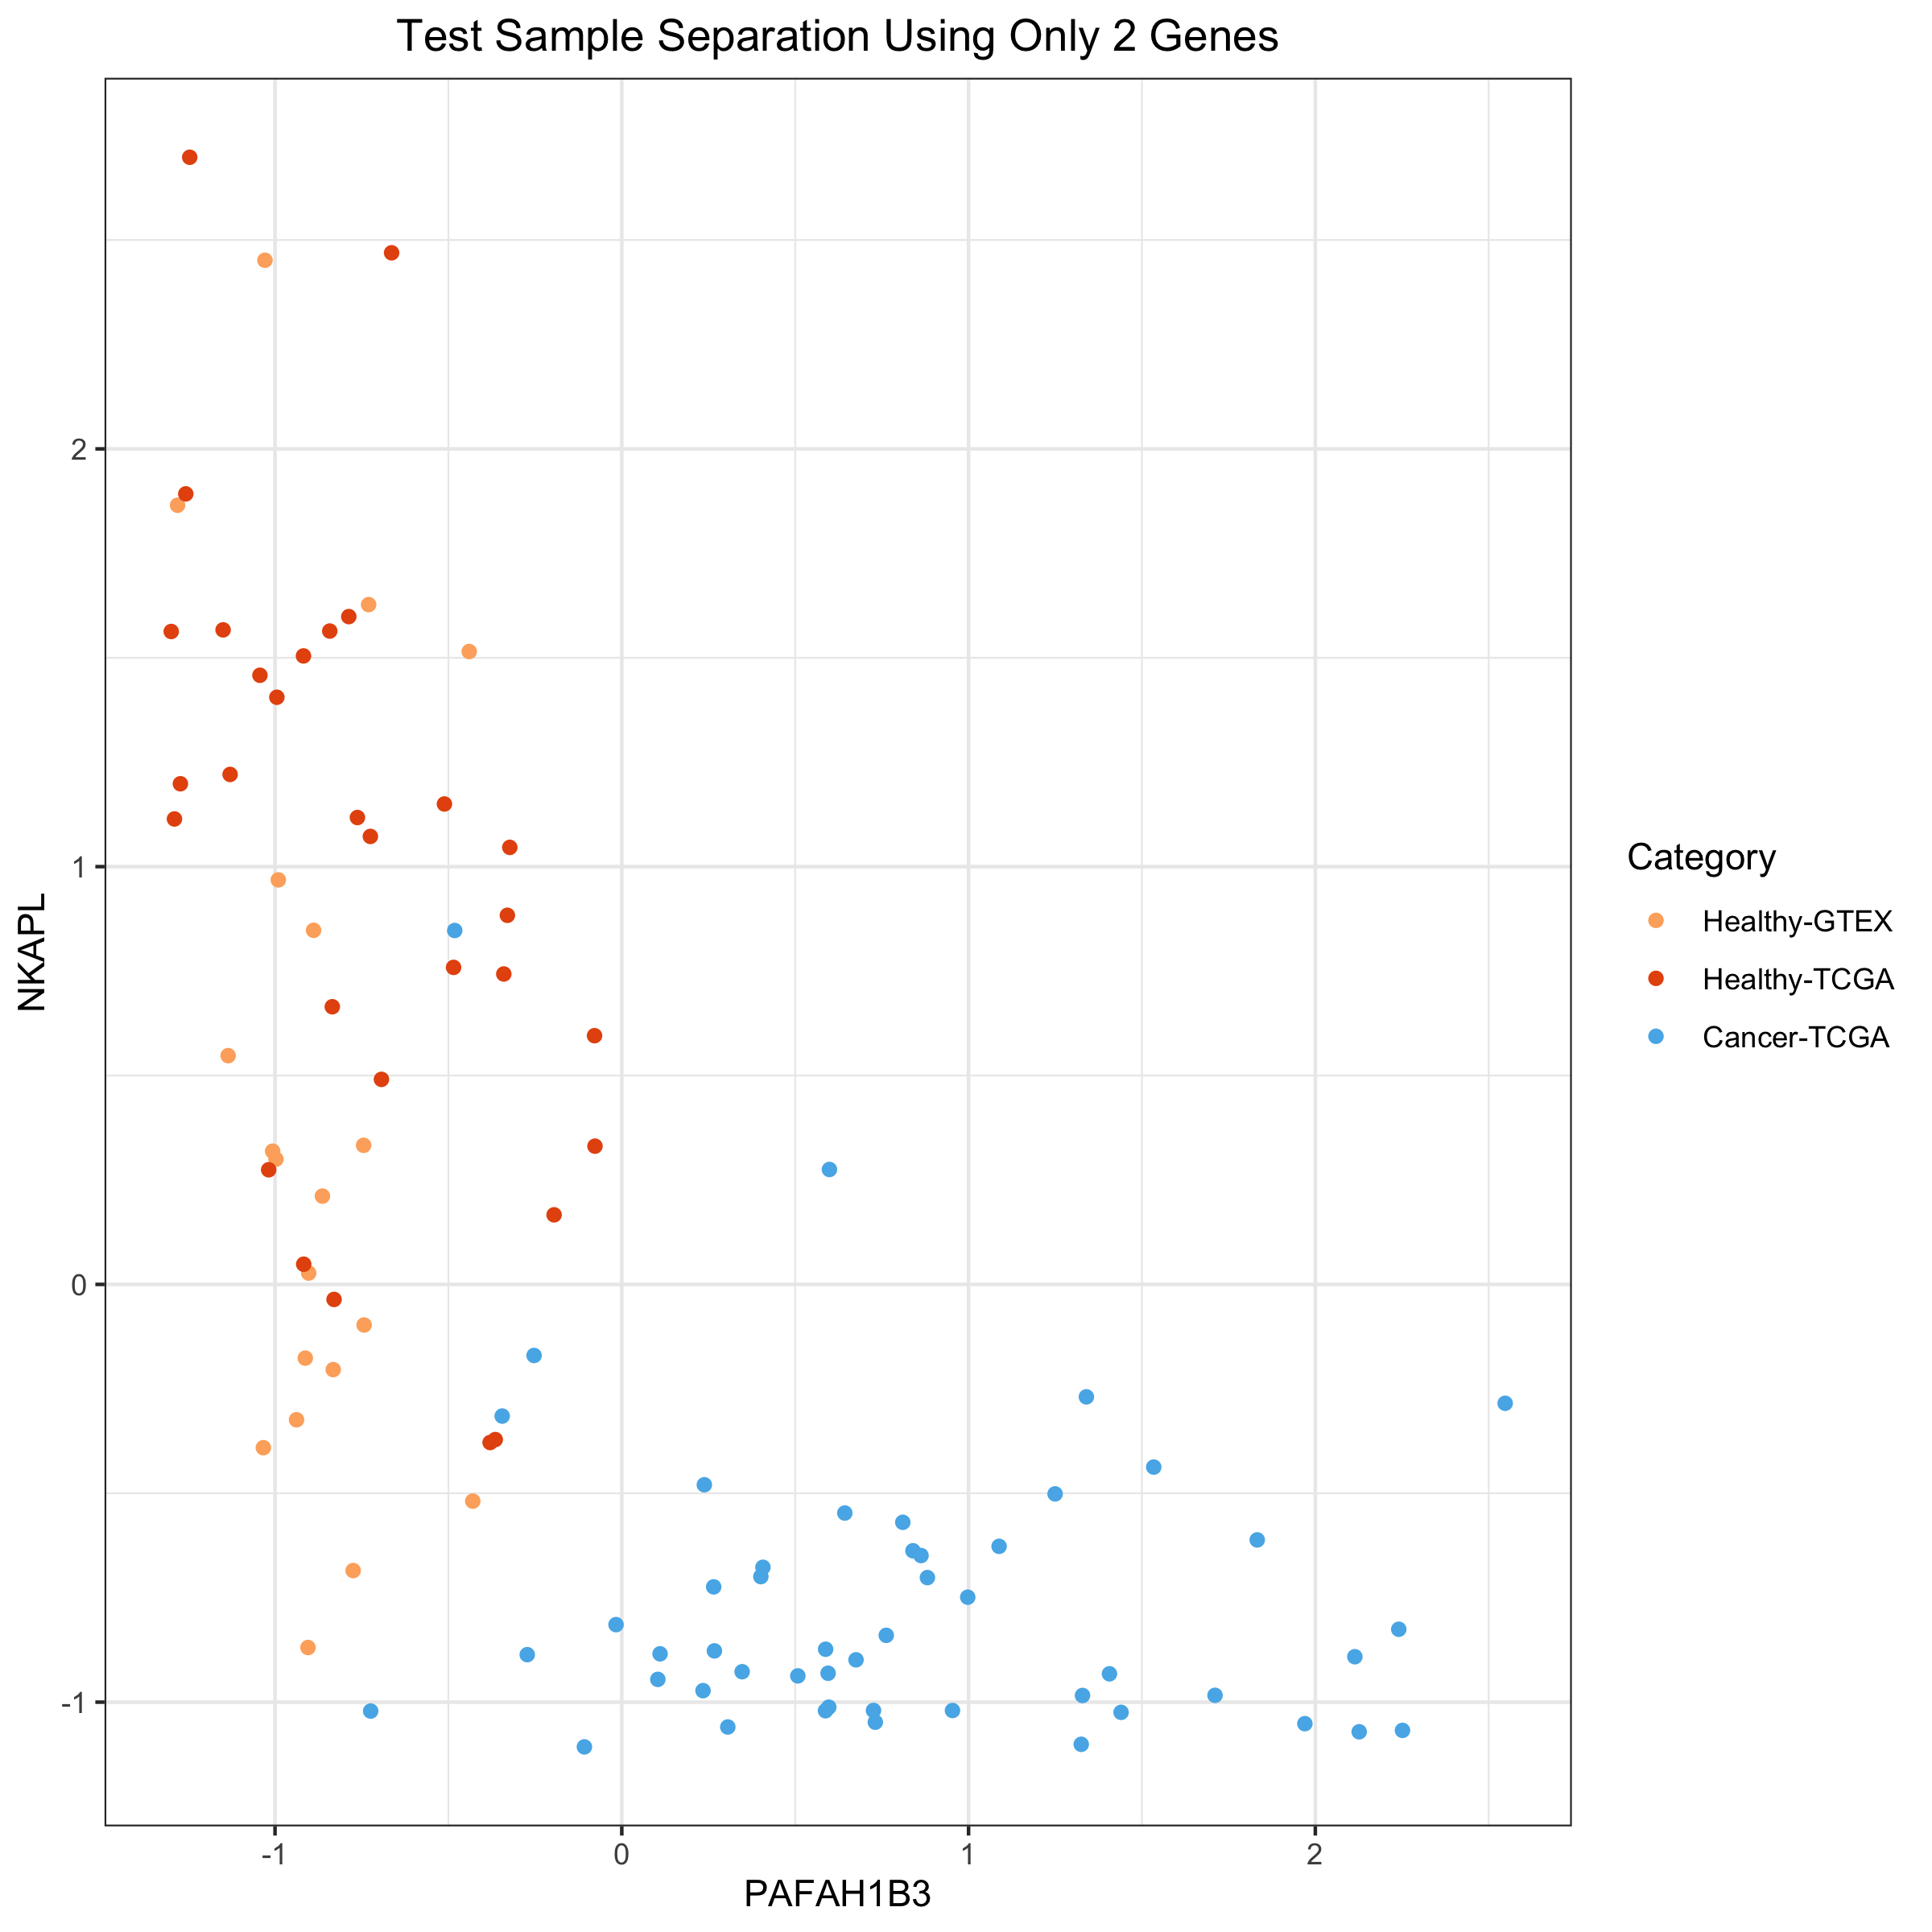 Test Sample Separation Using Only 2 Genes
NKAPL
2
1
0
-1
-1
0
1
2
PAFAH1B3
Category
Healthy-GTEX
Healthy-TCGA
Cancer-TCGA